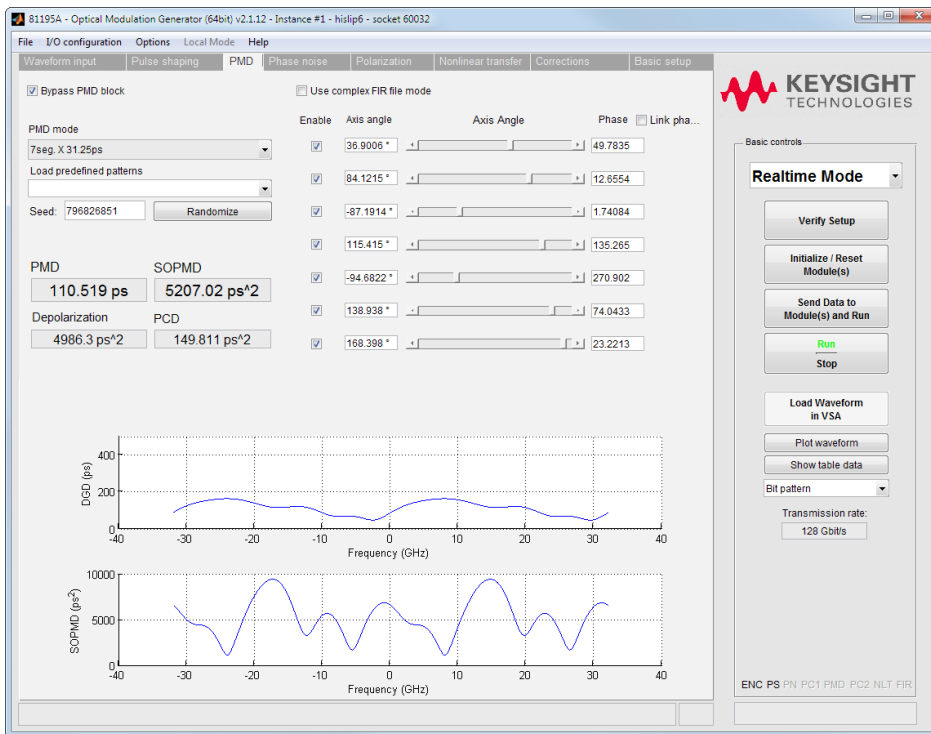 81195A - Optical Modulation Generator (64bit) v2.1.12 - Instance #1 - hislip6 - socket 60032
File I/O configuration Options Local Mode Help
Waveform input Pulse shaping PMD Phase noise Polarization Nonlinear transfer Corrections Basic setup
Bypass PMD block
Use complex FIR file mode
Enable Axis angle Axis Angle Phase Link pha...
PMD mode
7seg. X 31.25ps
Load predefined patterns
Seed: 796826851 Randomize
36.9006 ° 49.7835
84.1215° 12.6554
-87.1914 ° 1.74084
115.415 ° 135.265
-94.6822 ° 270.902
138.938 ° 74.0433
168.398 ° 23.2213
PMD SOPMD
110.519 ps 5207.02 ps^2
Depolarization PCD
4986.3 ps^2 149.811 ps^2
DGD (ps)
400
200
0
-40 -30 -20 -10 0 10 20 30 40
Frequency (GHz)
SOPMD (ps²)
10000
5000
0
-40 -30 -20 -10 0 10 20 30 40
Frequency (GHz)
KEYSIGHT
TECHNOLOGIES
Basic controls
Realtime Mode
Verify Setup
Initialize / Reset
Module(s)
Send Data to
Module(s) and Run
Run
Stop
Load Waveform
in VSA
Plot waveform
Show table data
Bit pattern
Transmission rate:
128 Gbit/s
ENC PS PN PC1 PMD PC2 NLT FIR